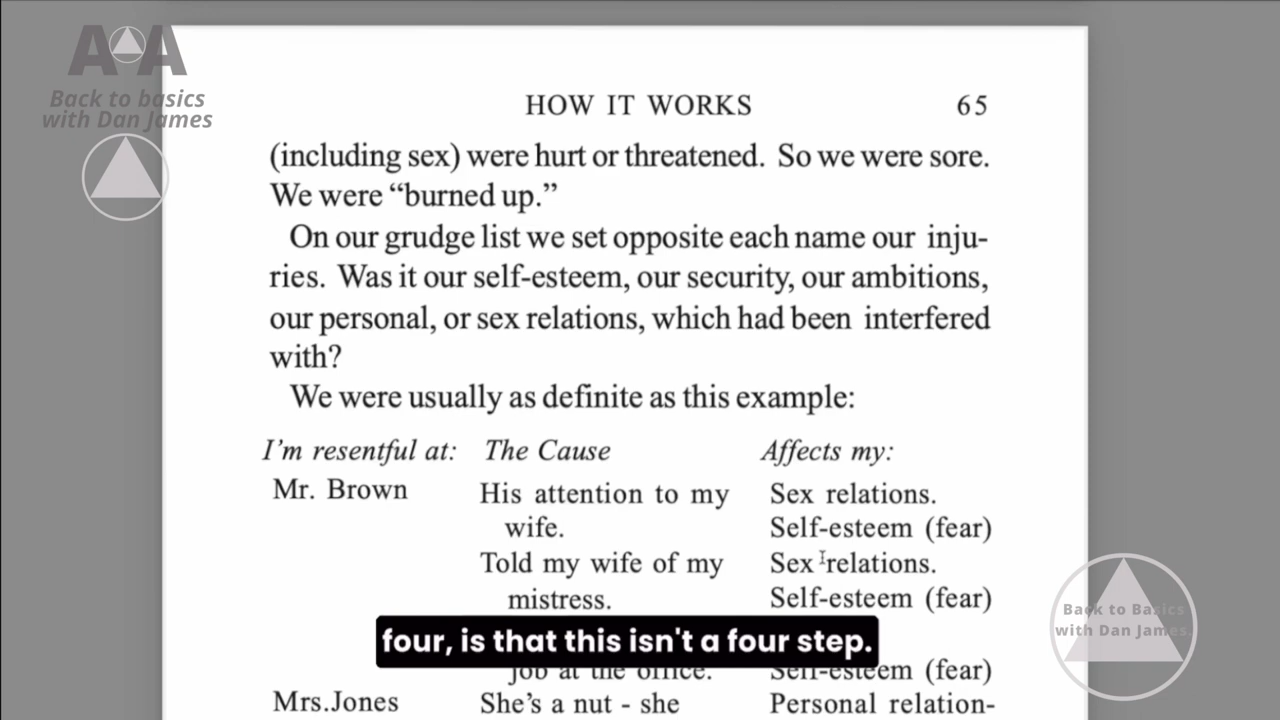 AA
Back to basics
with Dan James
HOW IT WORKS 65
(including sex) were hurt or threatened. So we were sore.
We were “burned up.”
On our grudge list we set opposite each name our inju-
ries. Was it our self-esteem, our security, our ambitions,
our personal, or sex relations, which had been interfered
with?
We were usually as definite as this example:
I’m resentful at: The Cause Affects my:
Mr. Brown His attention to my Sex relations.
wife. Self-esteem (fear)
Told my wife of my Sex relations.
mistress. Self-esteem (fear)
four, is that this isn't a four step.
job at the office. Self-esteem (fear)
Mrs.Jones She’s a nut - she Personal relation-
Back to Basics
with Dan James